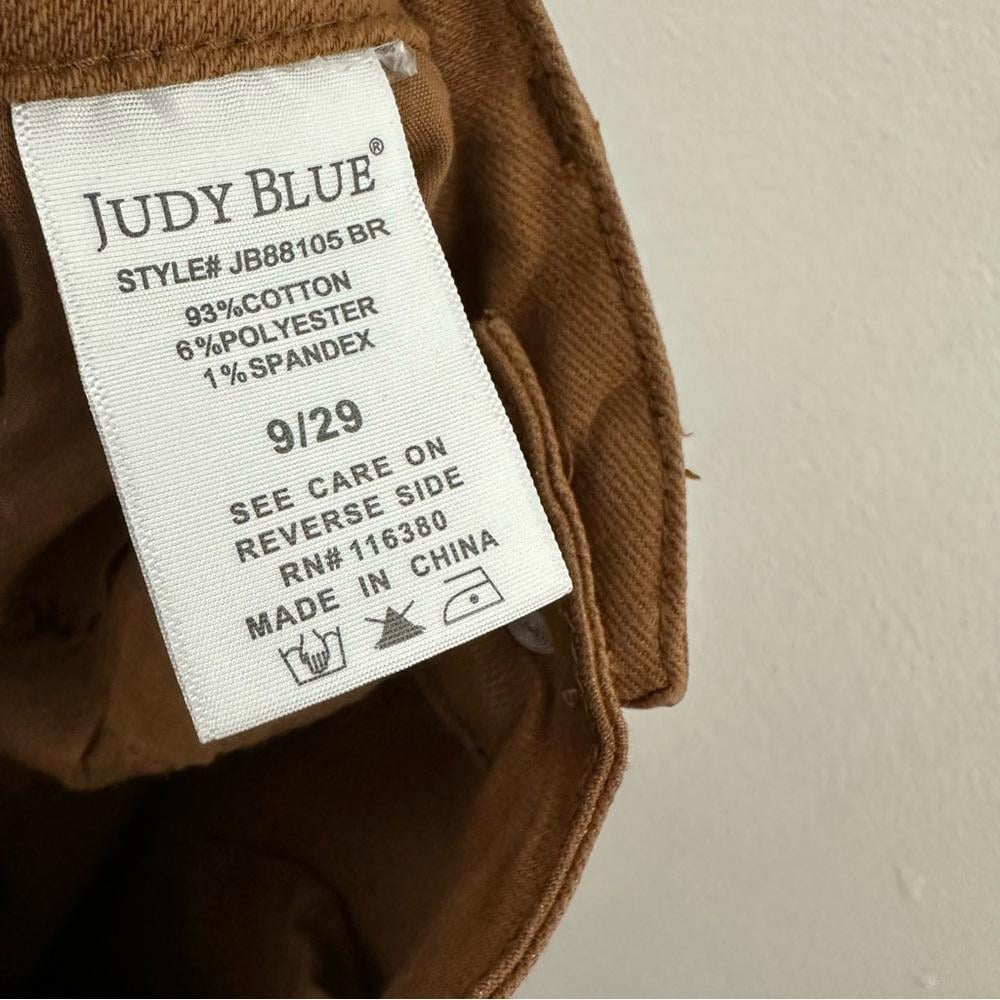 JUDY BLUE®
STYLE# JB88105 BR
93%COTTON
6%POLYESTER
1%SPANDEX
9/29
SEE CARE ON
REVERSE SIDE
RN# 116380
MADE IN CHINA